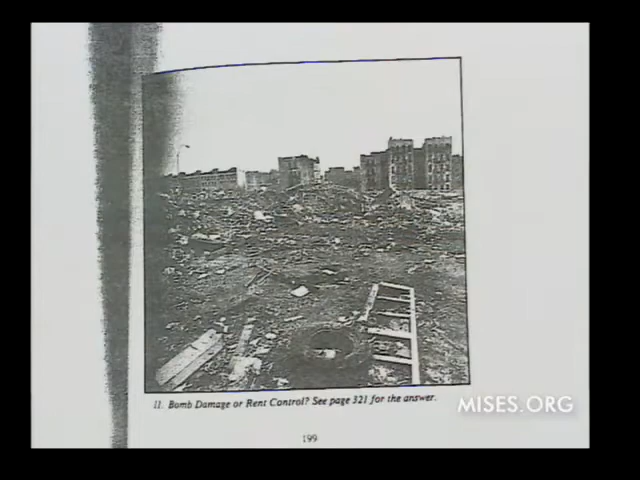 11. Bomb Damage or Rent Control? See page 321 for the answer.
MISES.ORG
199